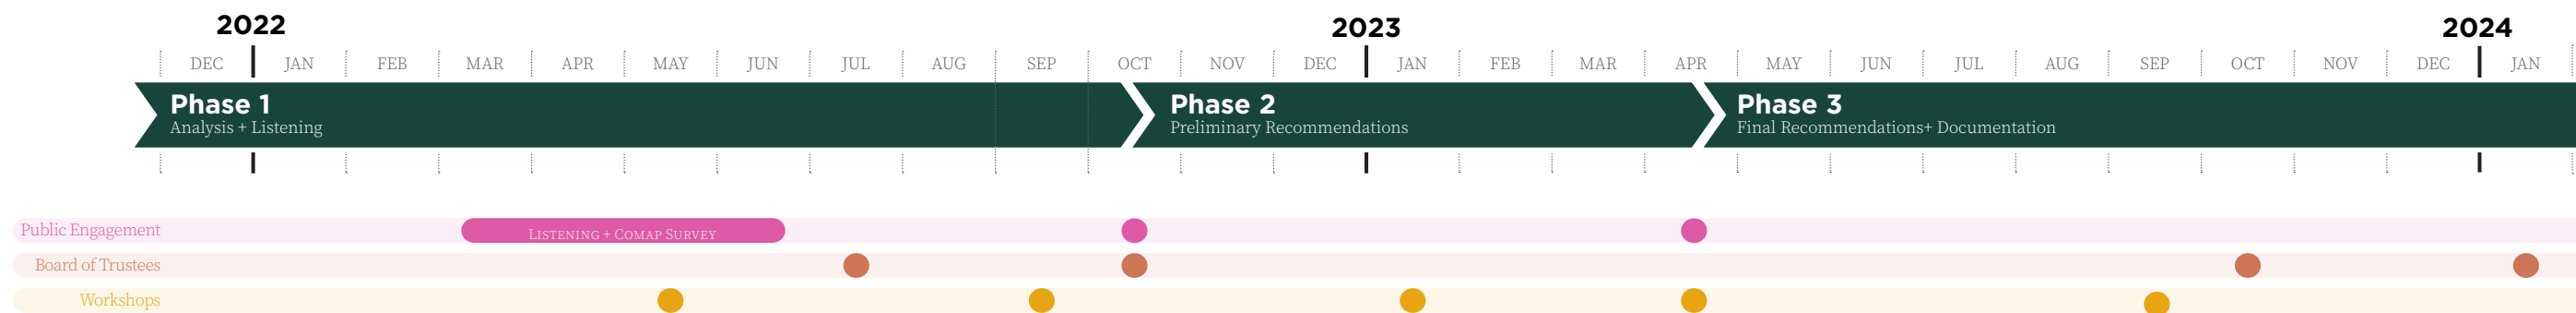 2022 2023 2024
DEC JAN FEB MAR APR MAY JUN JUL AUG SEP OCT NOV DEC JAN FEB MAR APR MAY JUN JUL AUG SEP OCT NOV DEC JAN
Phase 1 Phase 2 Phase 3
Analysis + Listening Preliminary Recommendations Final Recommendations+ Documentation
Public Engagement LISTENING + COMAP SURVEY
Board of Trustees
Workshops